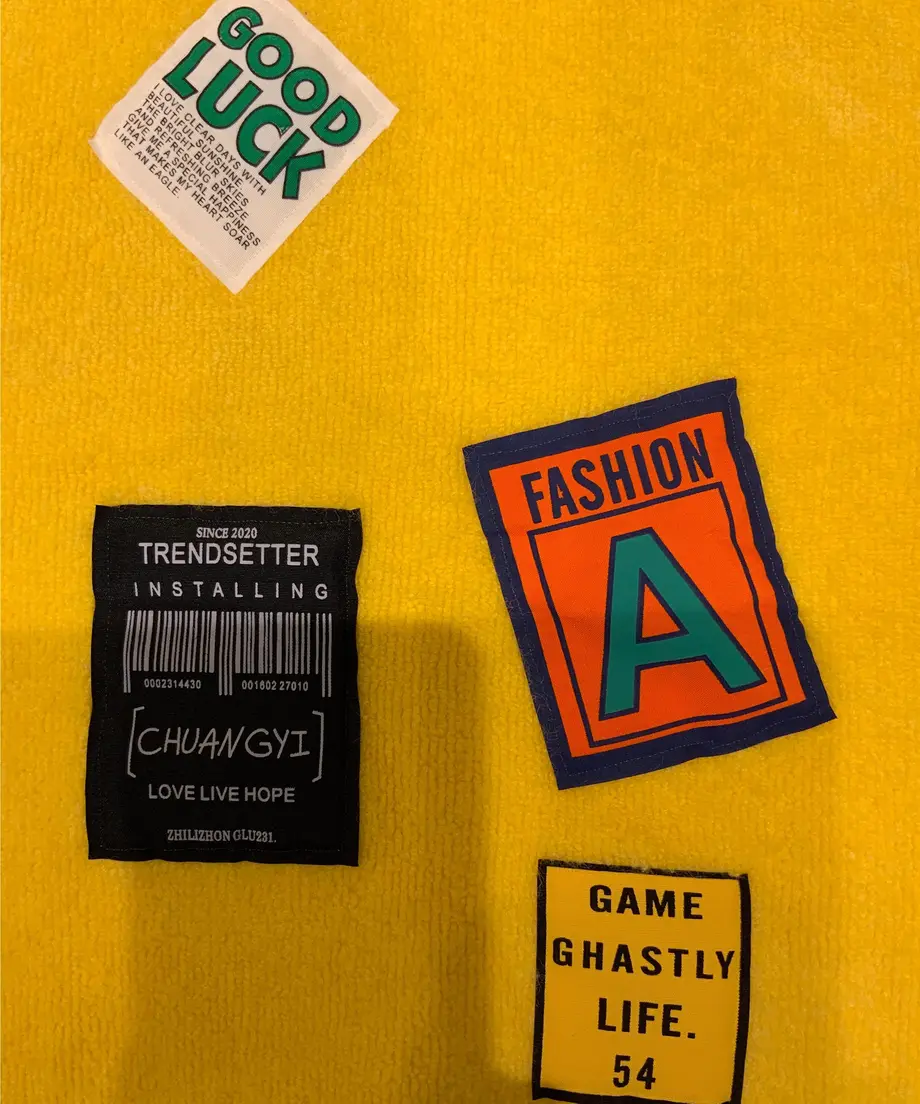 GOOD
LUCK
I LOVE CLEAR DAYS WITH
BEAUTIFUL SUNSHINE.
THE BRIGHT BLUR SKIES
AND REFRESHING BREEZE
GIVE ME A SPECIAL HAPPINESS
THAT MAKES MY HEART SOAR
LIKE AN EAGLE.
FASHION
A
SINCE 2020
TRENDSETTER
INSTALLING
0002314430 001602 27010
[CHUANGYI]
LOVE LIVE HOPE
ZHILIZHON GLU231.
GAME
GHASTLY
LIFE.
54